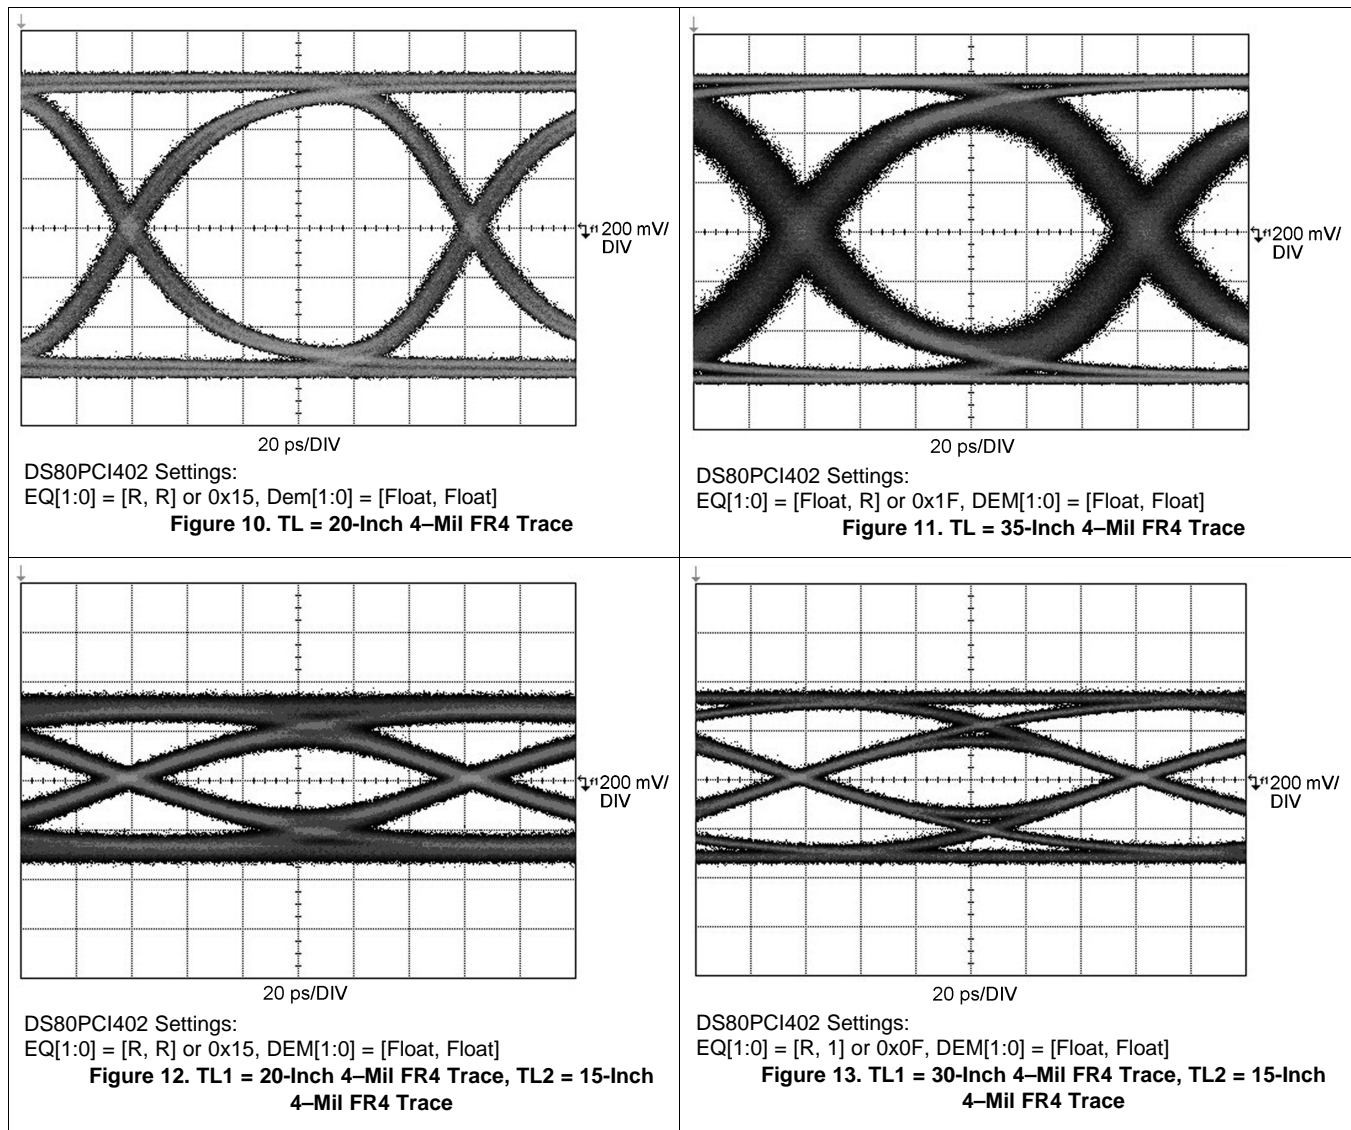 200 mV/
DIV
20 ps/DIV
DS80PCI402 Settings:
EQ[1:0] = [R, R] or 0x15, Dem[1:0] = [Float, Float]
Figure 10. TL = 20-Inch 4–Mil FR4 Trace
200 mV/
DIV
20 ps/DIV
DS80PCI402 Settings:
EQ[1:0] = [Float, R] or 0x1F, DEM[1:0] = [Float, Float]
Figure 11. TL = 35-Inch 4–Mil FR4 Trace
200 mV/
DIV
20 ps/DIV
DS80PCI402 Settings:
EQ[1:0] = [R, R] or 0x15, DEM[1:0] = [Float, Float]
Figure 12. TL1 = 20-Inch 4–Mil FR4 Trace, TL2 = 15-Inch
4–Mil FR4 Trace
200 mV/
DIV
20 ps/DIV
DS80PCI402 Settings:
EQ[1:0] = [R, 1] or 0x0F, DEM[1:0] = [Float, Float]
Figure 13. TL1 = 30-Inch 4–Mil FR4 Trace, TL2 = 15-Inch
4–Mil FR4 Trace